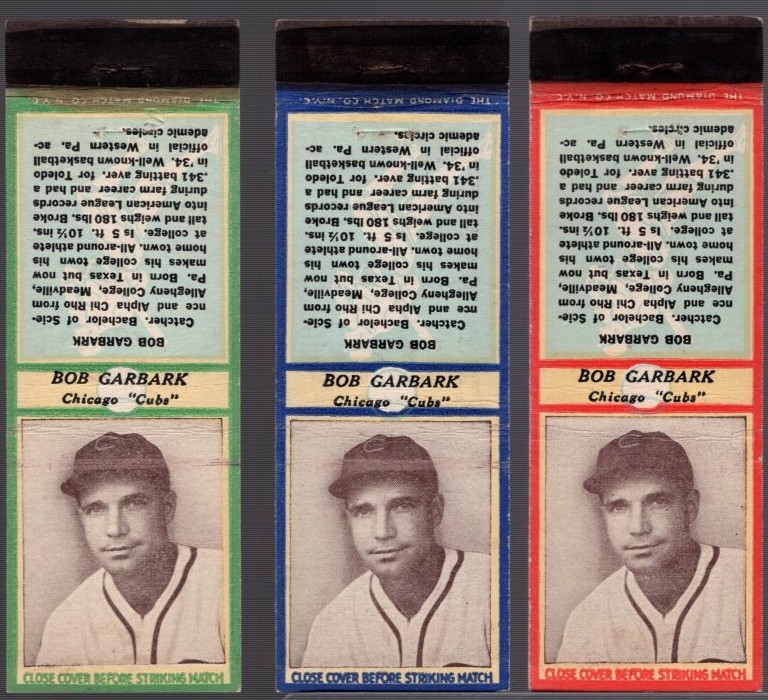 THE DIAMOND MATCH CO. N.Y.C.
BOB GARBARK
Catcher. Bachelor of Scie-
nce and Alpha Chi Rho from
Allegheny College, Meadville,
Pa. Born in Texas but now
makes his college town his
home town. All-around athlete
at college. Is 5 ft. 10½ ins.
tall and weighs 180 lbs. Broke
into American League records
during farm career and had a
.341 batting aver. for Toledo
in '34. Well-known basketball
official in Western Pa. ac-
ademic circles.
BOB GARBARK
Chicago "Cubs"
C
CLOSE COVER BEFORE STRIKING MATCH
THE DIAMOND MATCH CO. N.Y.C.
BOB GARBARK
Catcher. Bachelor of Scie-
nce and Alpha Chi Rho from
Allegheny College, Meadville,
Pa. Born in Texas but now
makes his college town his
home town. All-around athlete
at college. Is 5 ft. 10½ ins.
tall and weighs 180 lbs. Broke
into American League records
during farm career and had a
.341 batting aver. for Toledo
in '34. Well-known basketball
official in Western Pa. ac-
ademic circles.
BOB GARBARK
Chicago "Cubs"
C
CLOSE COVER BEFORE STRIKING MATCH
THE DIAMOND MATCH CO. N.Y.C.
BOB GARBARK
Catcher. Bachelor of Scie-
nce and Alpha Chi Rho from
Allegheny College, Meadville,
Pa. Born in Texas but now
makes his college town his
home town. All-around athlete
at college. Is 5 ft. 10½ ins.
tall and weighs 180 lbs. Broke
into American League records
during farm career and had a
.341 batting aver. for Toledo
in '34. Well-known basketball
official in Western Pa. ac-
ademic circles.
BOB GARBARK
Chicago "Cubs"
C
CLOSE COVER BEFORE STRIKING MATCH